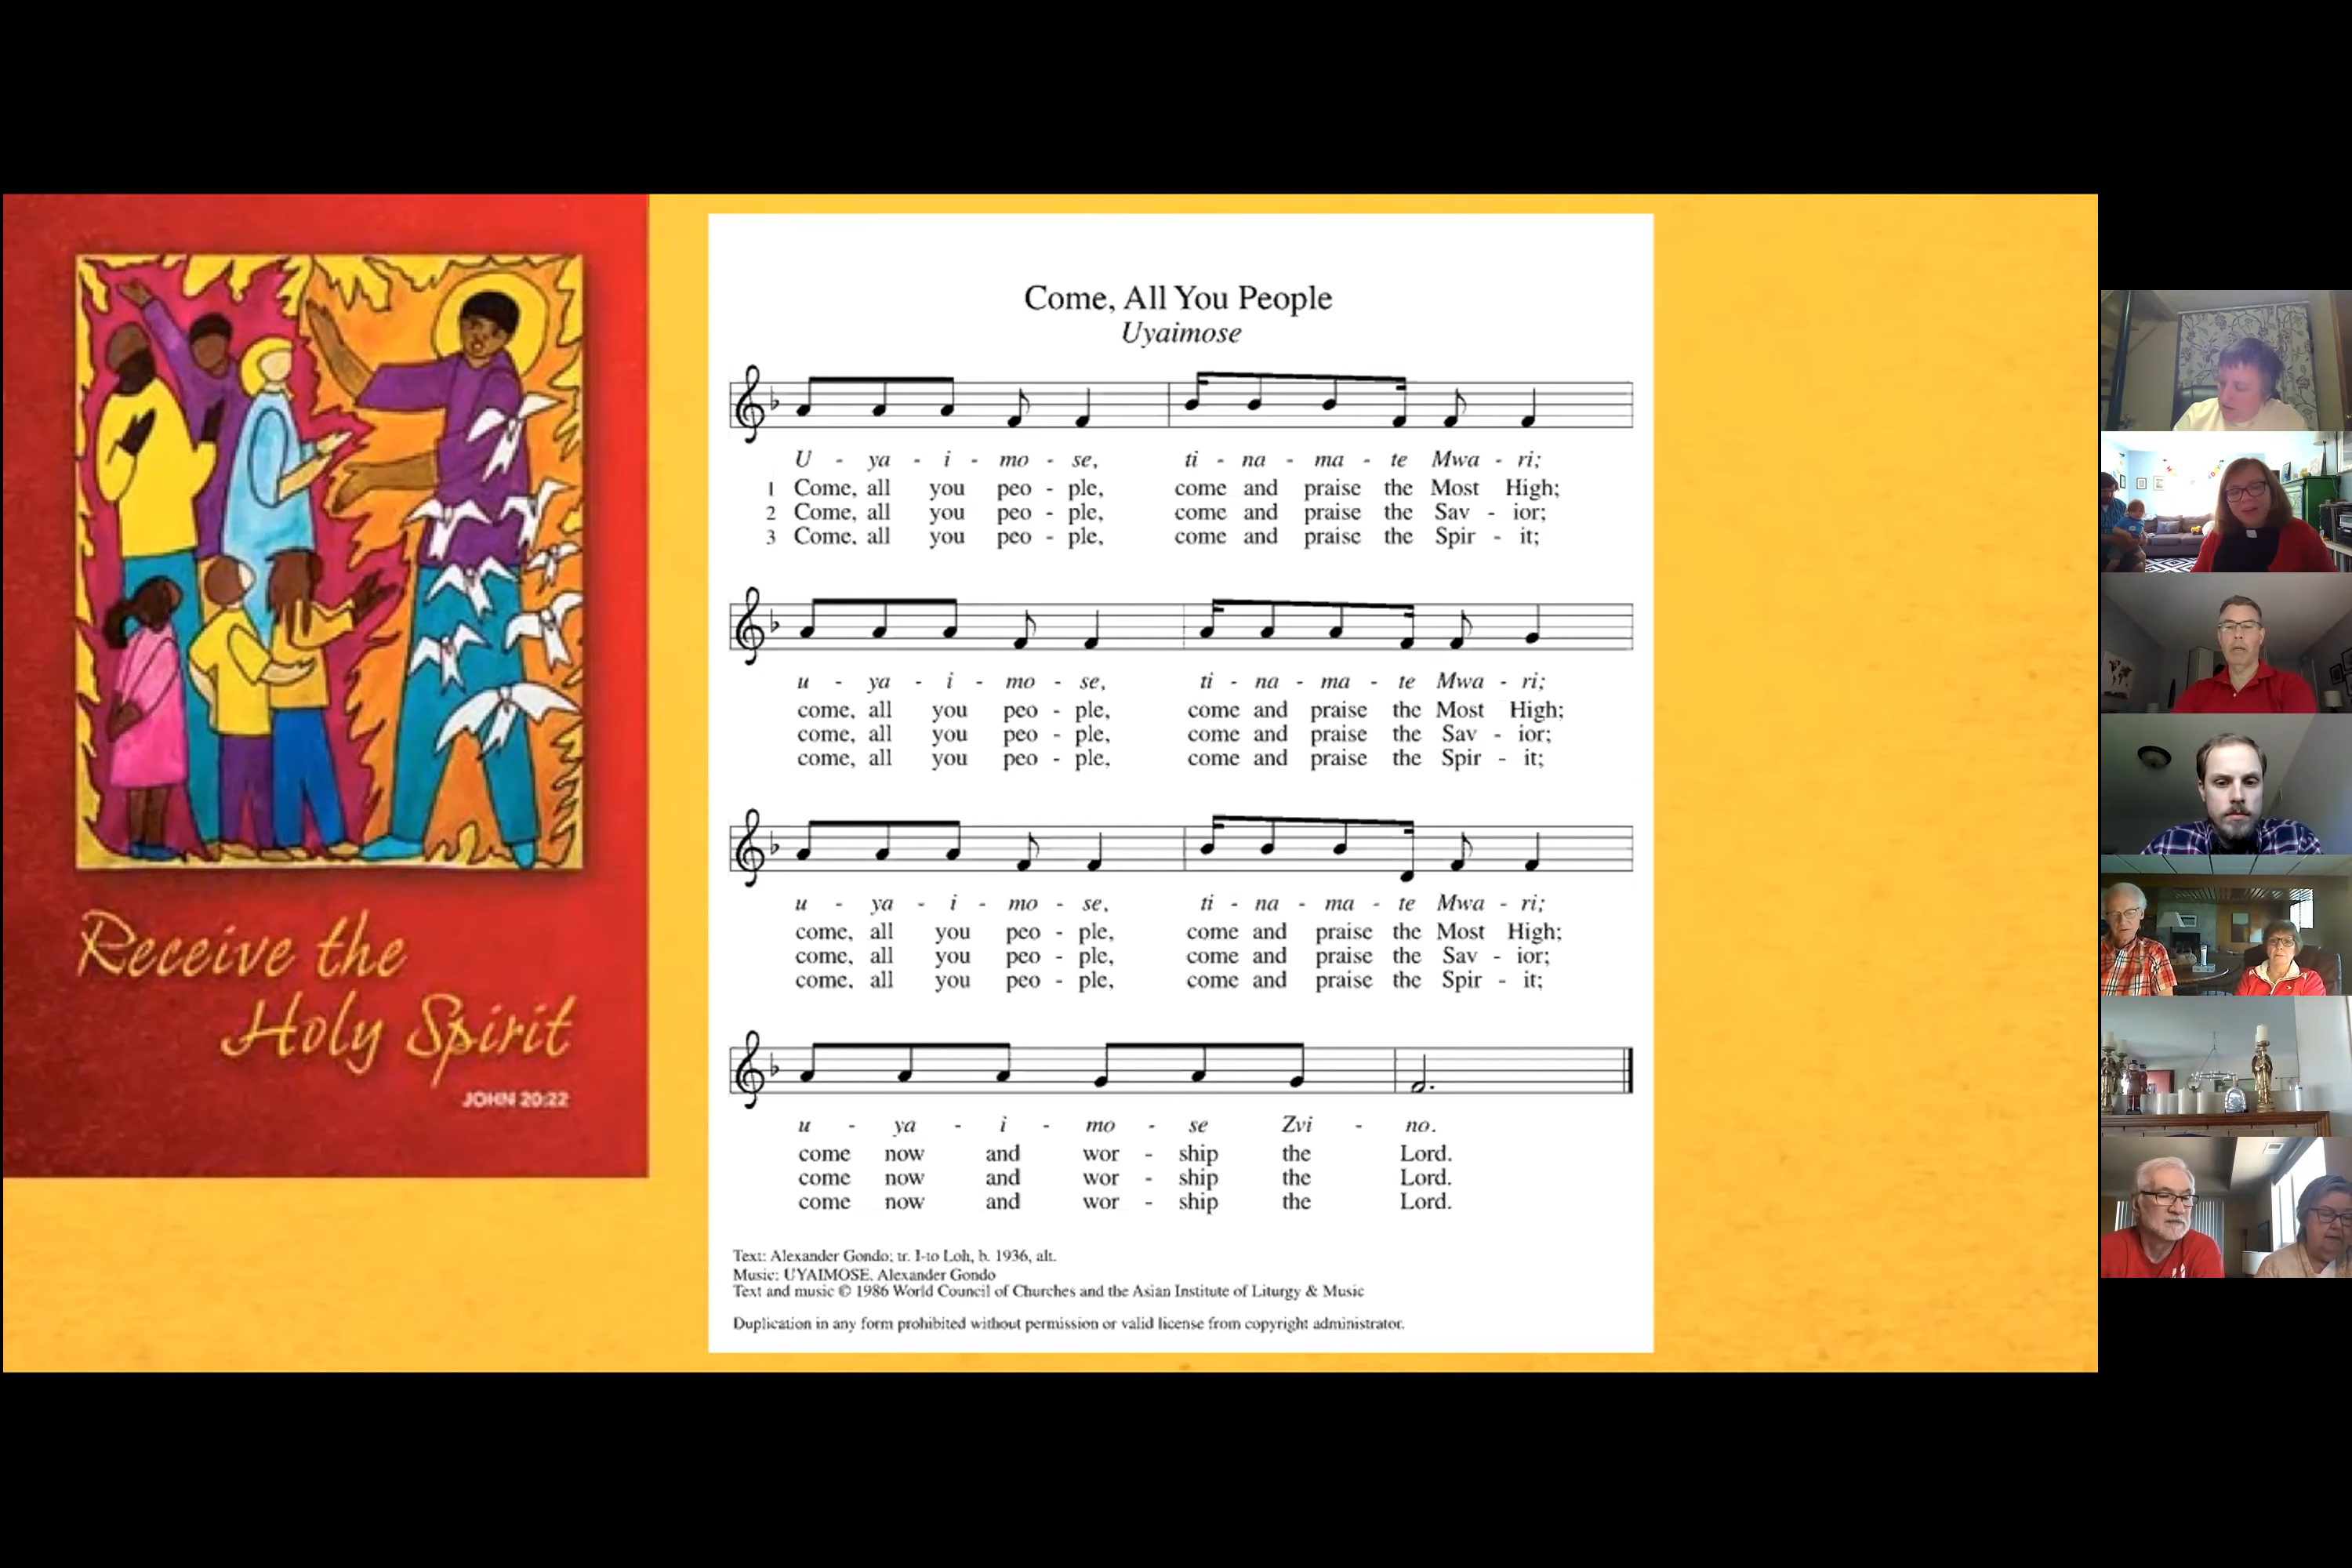 Receive the
Holy Spirit
JOHN 20:22
Come, All You People
Uyaimose
U - ya - i - mo - se, ti - na - ma - te Mwa - ri;
1 Come, all you peo - ple, come and praise the Most High;
2 Come, all you peo - ple, come and praise the Sav - ior;
3 Come, all you peo - ple, come and praise the Spir - it;
u - ya - i - mo - se, ti - na - ma - te Mwa - ri;
come, all you peo - ple, come and praise the Most High;
come, all you peo - ple, come and praise the Sav - ior;
come, all you peo - ple, come and praise the Spir - it;
u - ya - i - mo - se, ti - na - ma - te Mwa - ri;
come, all you peo - ple, come and praise the Most High;
come, all you peo - ple, come and praise the Sav - ior;
come, all you peo - ple, come and praise the Spir - it;
u - ya - i - mo - se Zvi - no.
come now and wor - ship the Lord.
come now and wor - ship the Lord.
come now and wor - ship the Lord.
Text: Alexander Gondo; tr. I-to Loh, b. 1936, alt.
Music: UYAIMOSE, Alexander Gondo
Text and music © 1986 World Council of Churches and the Asian Institute of Liturgy & Music
Duplication in any form prohibited without permission or valid license from copyright administrator.